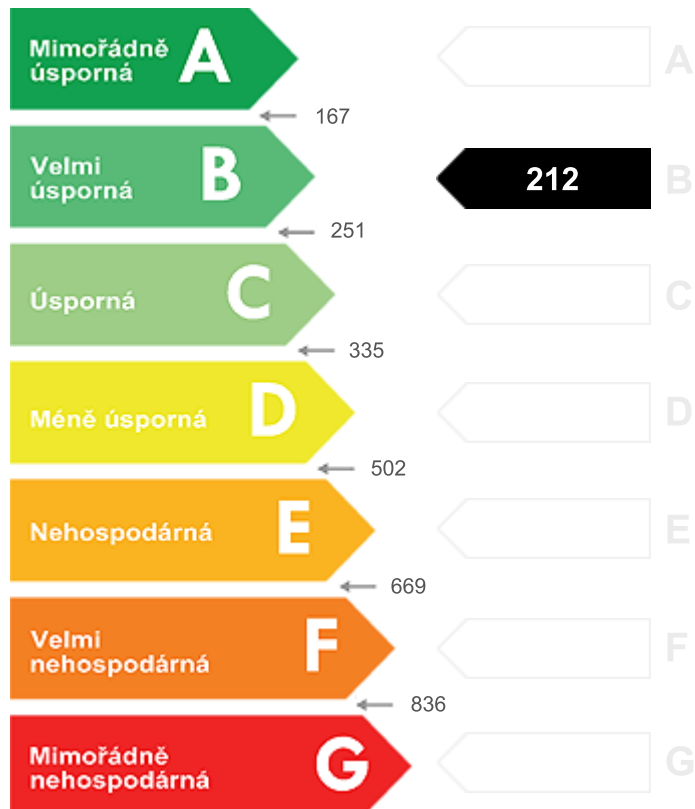 Mimořádně
úsporná
A
A
167
Velmi
úsporná
B
212
B
251
Úsporná
C
C
335
Méně úsporná
D
D
502
Nehospodárná
E
E
669
Velmi
nehospodárná
F
F
836
Mimořádně
nehospodárná
G
G